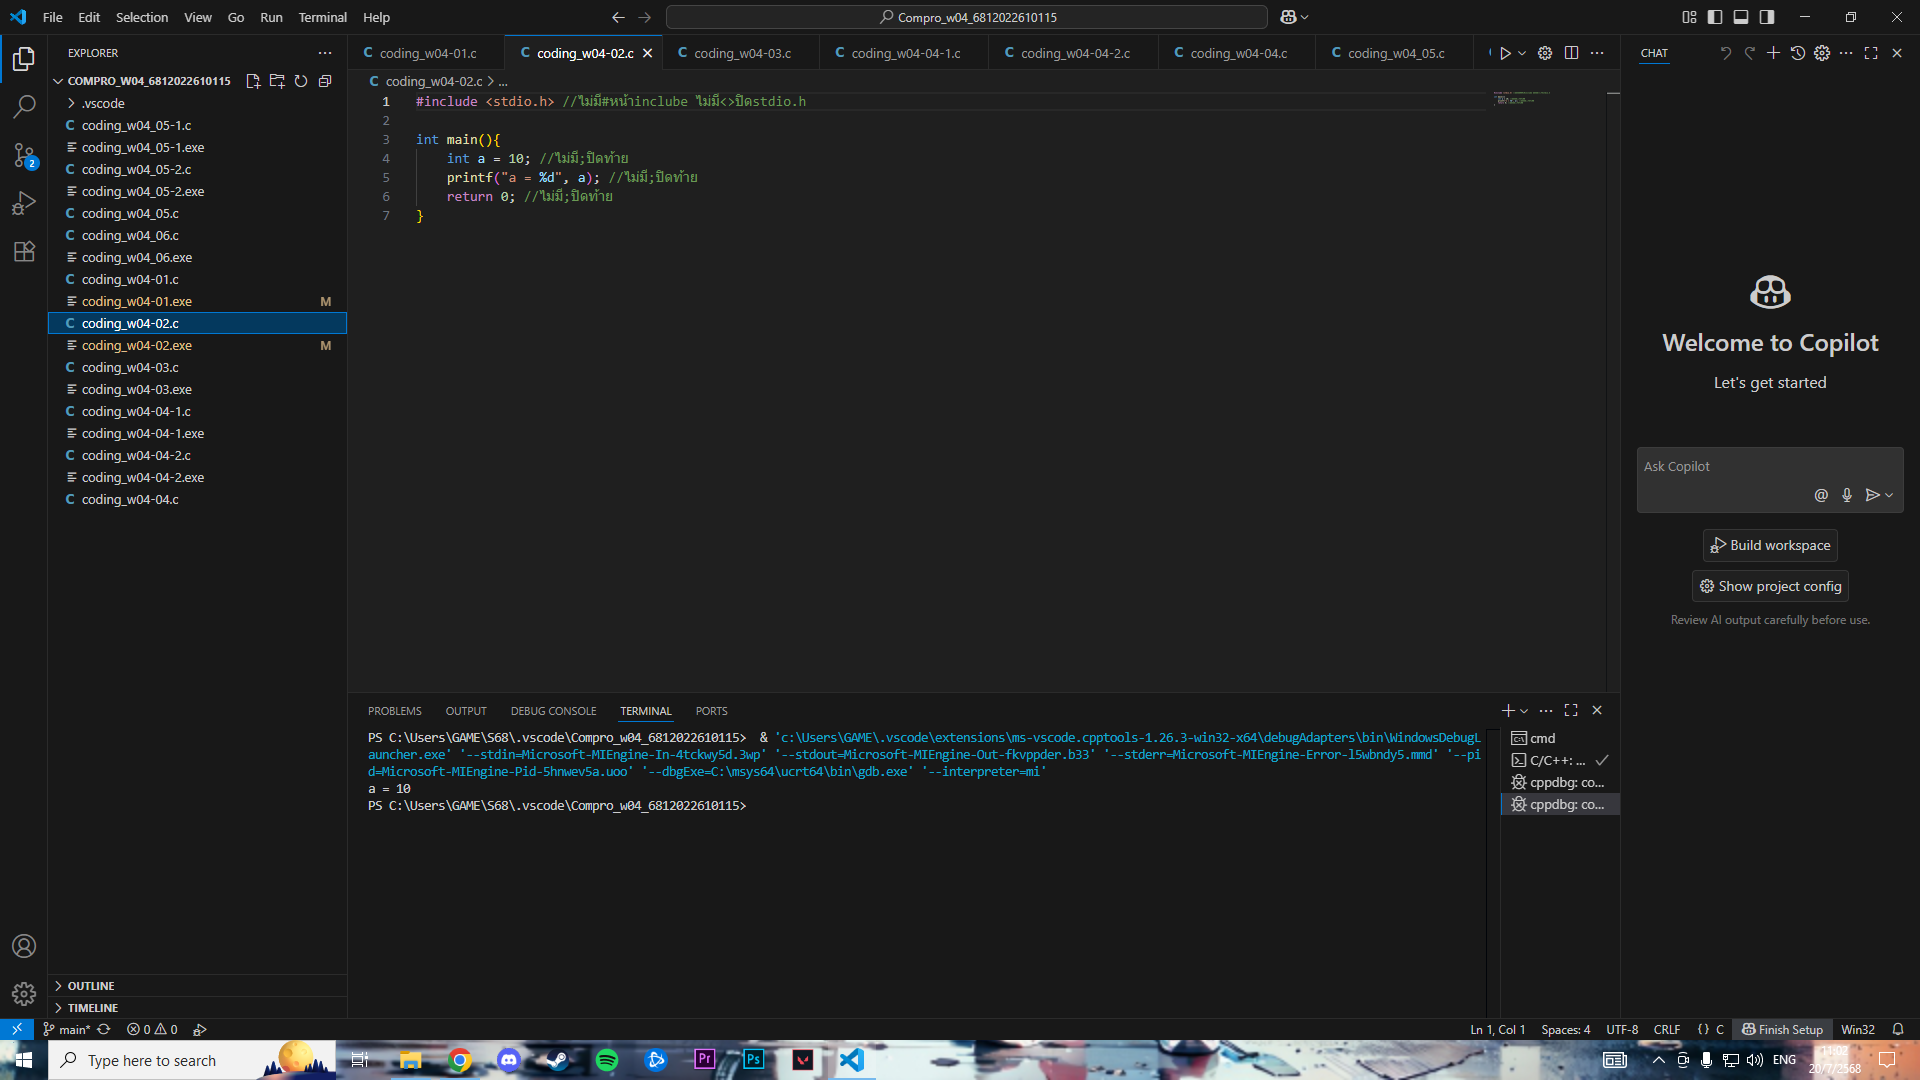 File Edit Selection View Go Run Terminal Help
Compro_w04_6812022610115
EXPLORER
COMPRO_W04_6812022610115
.vscode
coding_w04_05-1.c
coding_w04_05-1.exe
coding_w04_05-2.c
coding_w04_05-2.exe
coding_w04_05.c
coding_w04_06.c
coding_w04_06.exe
coding_w04-01.c
coding_w04-01.exe M
coding_w04-02.c
coding_w04-02.exe M
coding_w04-03.c
coding_w04-03.exe
coding_w04-04-1.c
coding_w04-04-1.exe
coding_w04-04-2.c
coding_w04-04-2.exe
coding_w04-04.c
OUTLINE
TIMELINE
2
C coding_w04-01.c C coding_w04-02.c C coding_w04-03.c C coding_w04-04-1.c C coding_w04-04-2.c C coding_w04-04.c C coding_w04_05.c
C coding_w04-02.c > ...
1 #include <stdio.h> //ไม่มี#หน้าinclube ไม่มี<>ปิดstdio.h
2
3 int main(){
4 int a = 10; //ไม่มี;ปิดท้าย
5 printf("a = %d", a); //ไม่มี;ปิดท้าย
6 return 0; //ไม่มี;ปิดท้าย
7 }
PROBLEMS OUTPUT DEBUG CONSOLE TERMINAL PORTS
PS C:\Users\GAME\S68\.vscode\Compro_w04_6812022610115> & 'c:\Users\GAME\.vscode\extensions\ms-vscode.cpptools-1.26.3-win32-x64\debugAdapters\bin\WindowsDebugL
auncher.exe' '--stdin=Microsoft-MIEngine-In-4tckwy5d.3wp' '--stdout=Microsoft-MIEngine-Out-fkvppder.b33' '--stderr=Microsoft-MIEngine-Error-l5wbndy5.mmd' '--pi
d=Microsoft-MIEngine-Pid-5hnwev5a.uoo' '--dbgExe=C:\msys64\ucrt64\bin\gdb.exe' '--interpreter=mi'
a = 10
PS C:\Users\GAME\S68\.vscode\Compro_w04_6812022610115>
cmd
C/C++: ...
cppdbg: co...
cppdbg: co...
CHAT
Welcome to Copilot
Let's get started
Ask Copilot
Build workspace
Show project config
Review AI output carefully before use.
main* 0 0
Ln 1, Col 1 Spaces: 4 UTF-8 CRLF {} C Finish Setup Win32
Type here to search
Pr Ps
ENG
20/7/2568